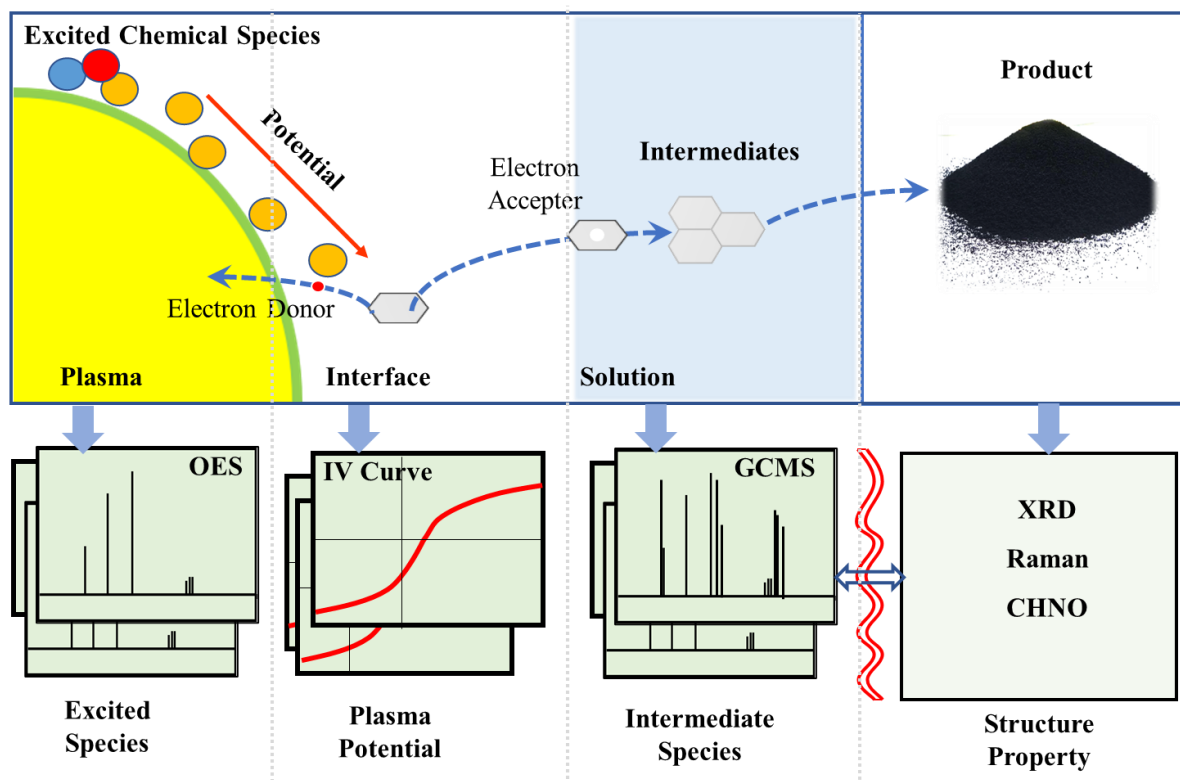 Excited Chemical Species
Potential
Electron
Accepter
Intermediates
Product
Electron Donor
Plasma
Interface
Solution
OES
IV Curve
GCMS
XRD
Raman
CHNO
Excited
Species
Plasma
Potential
Intermediate
Species
Structure
Property